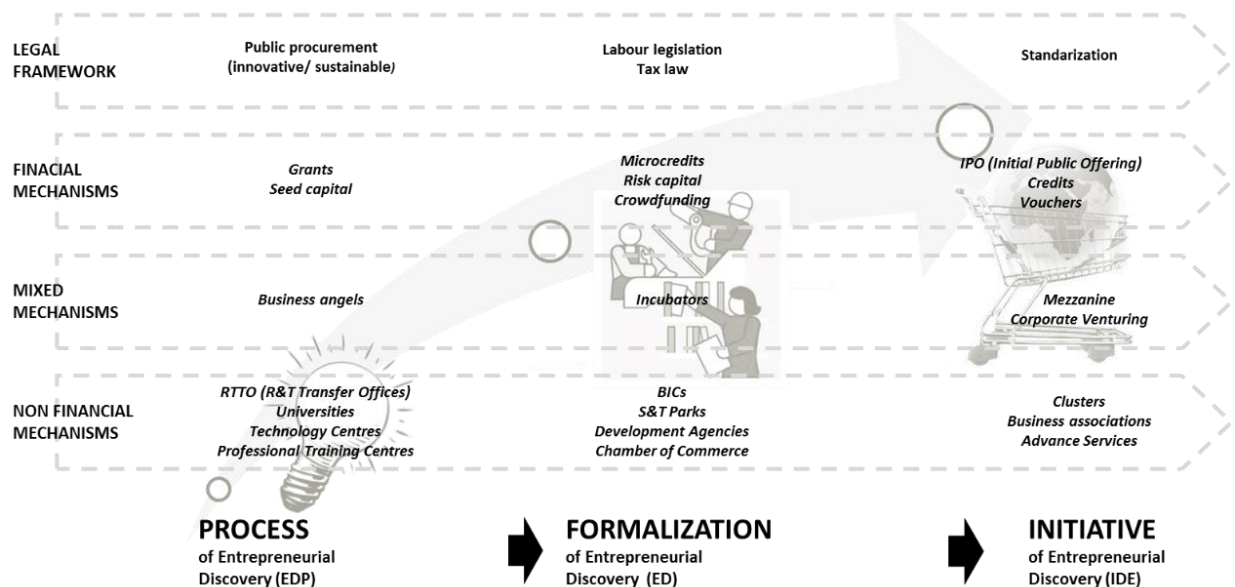 LEGAL
FRAMEWORK
Public procurement
(innovative/ sustainable)
Labour legislation
Tax law
Standarization
FINACIAL
MECHANISMS
Grants
Seed capital
Microcredits
Risk capital
Crowdfunding
IPO (Initial Public Offering)
Credits
Vouchers
MIXED
MECHANISMS
Business angels
Incubators
Mezzanine
Corporate Venturing
NON FINANCIAL
MECHANISMS
RTTO (R&T Transfer Offices)
Universities
Technology Centres
Professional Training Centres
BICs
S&T Parks
Development Agencies
Chamber of Commerce
Clusters
Business associations
Advance Services
PROCESS
of Entrepreneurial
Discovery (EDP)
FORMALIZATION
of Entrepreneurial
Discovery (ED)
INITIATIVE
of Entrepreneurial
Discovery (IDE)